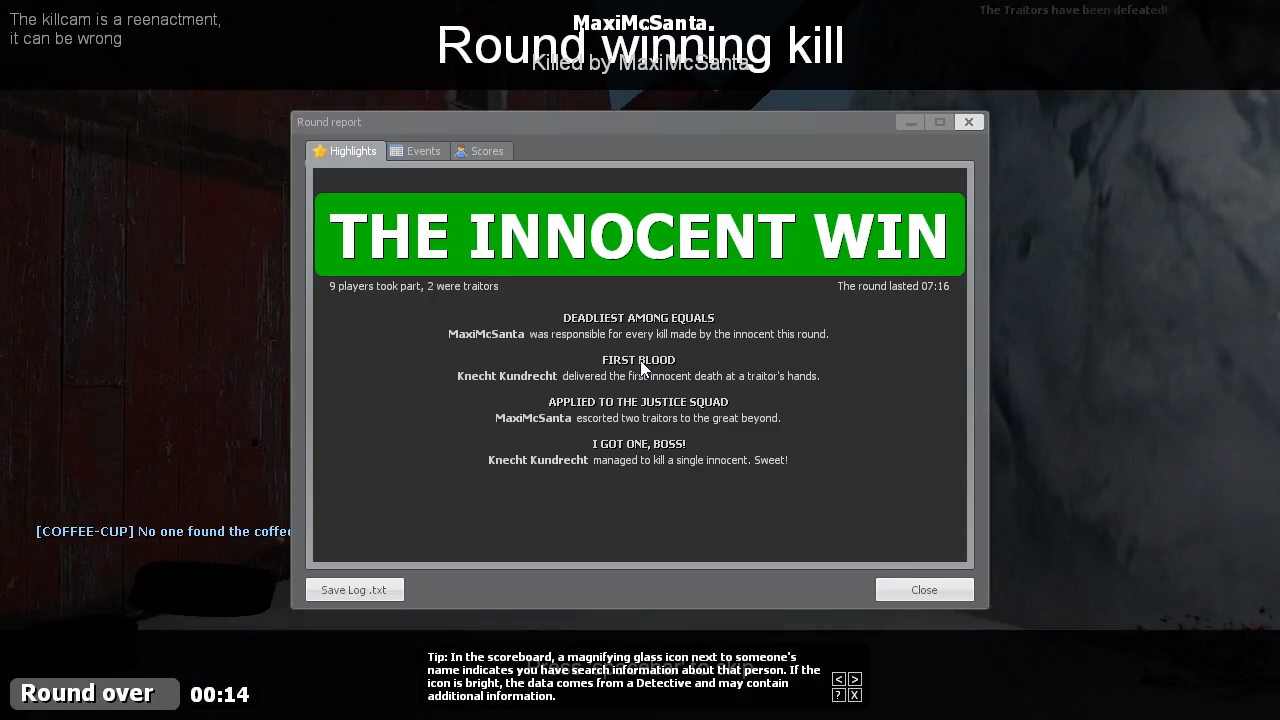 The killcam is a reenactment,
it can be wrong
MaxiMcSanta
Round winning kill
Killed by MaxiMcSanta
The Traitors have been defeated!
Round report
Highlights Events Scores
THE INNOCENT WIN
9 players took part, 2 were traitors
The round lasted 07:16
DEADLIEST AMONG EQUALS
MaxiMcSanta was responsible for every kill made by the innocent this round.
FIRST BLOOD
Knecht Kundrecht delivered the first innocent death at a traitor's hands.
APPLIED TO THE JUSTICE SQUAD
MaxiMcSanta escorted two traitors to the great beyond.
I GOT ONE, BOSS!
Knecht Kundrecht managed to kill a single innocent. Sweet!
[COFFEE-CUP] No one found the coffee
Save Log .txt
Close
Tip: In the scoreboard, a magnifying glass icon next to someone's
name indicates you have search information about that person. If the
icon is bright, the data comes from a Detective and may contain
additional information.
< >
? X
Round over 00:14